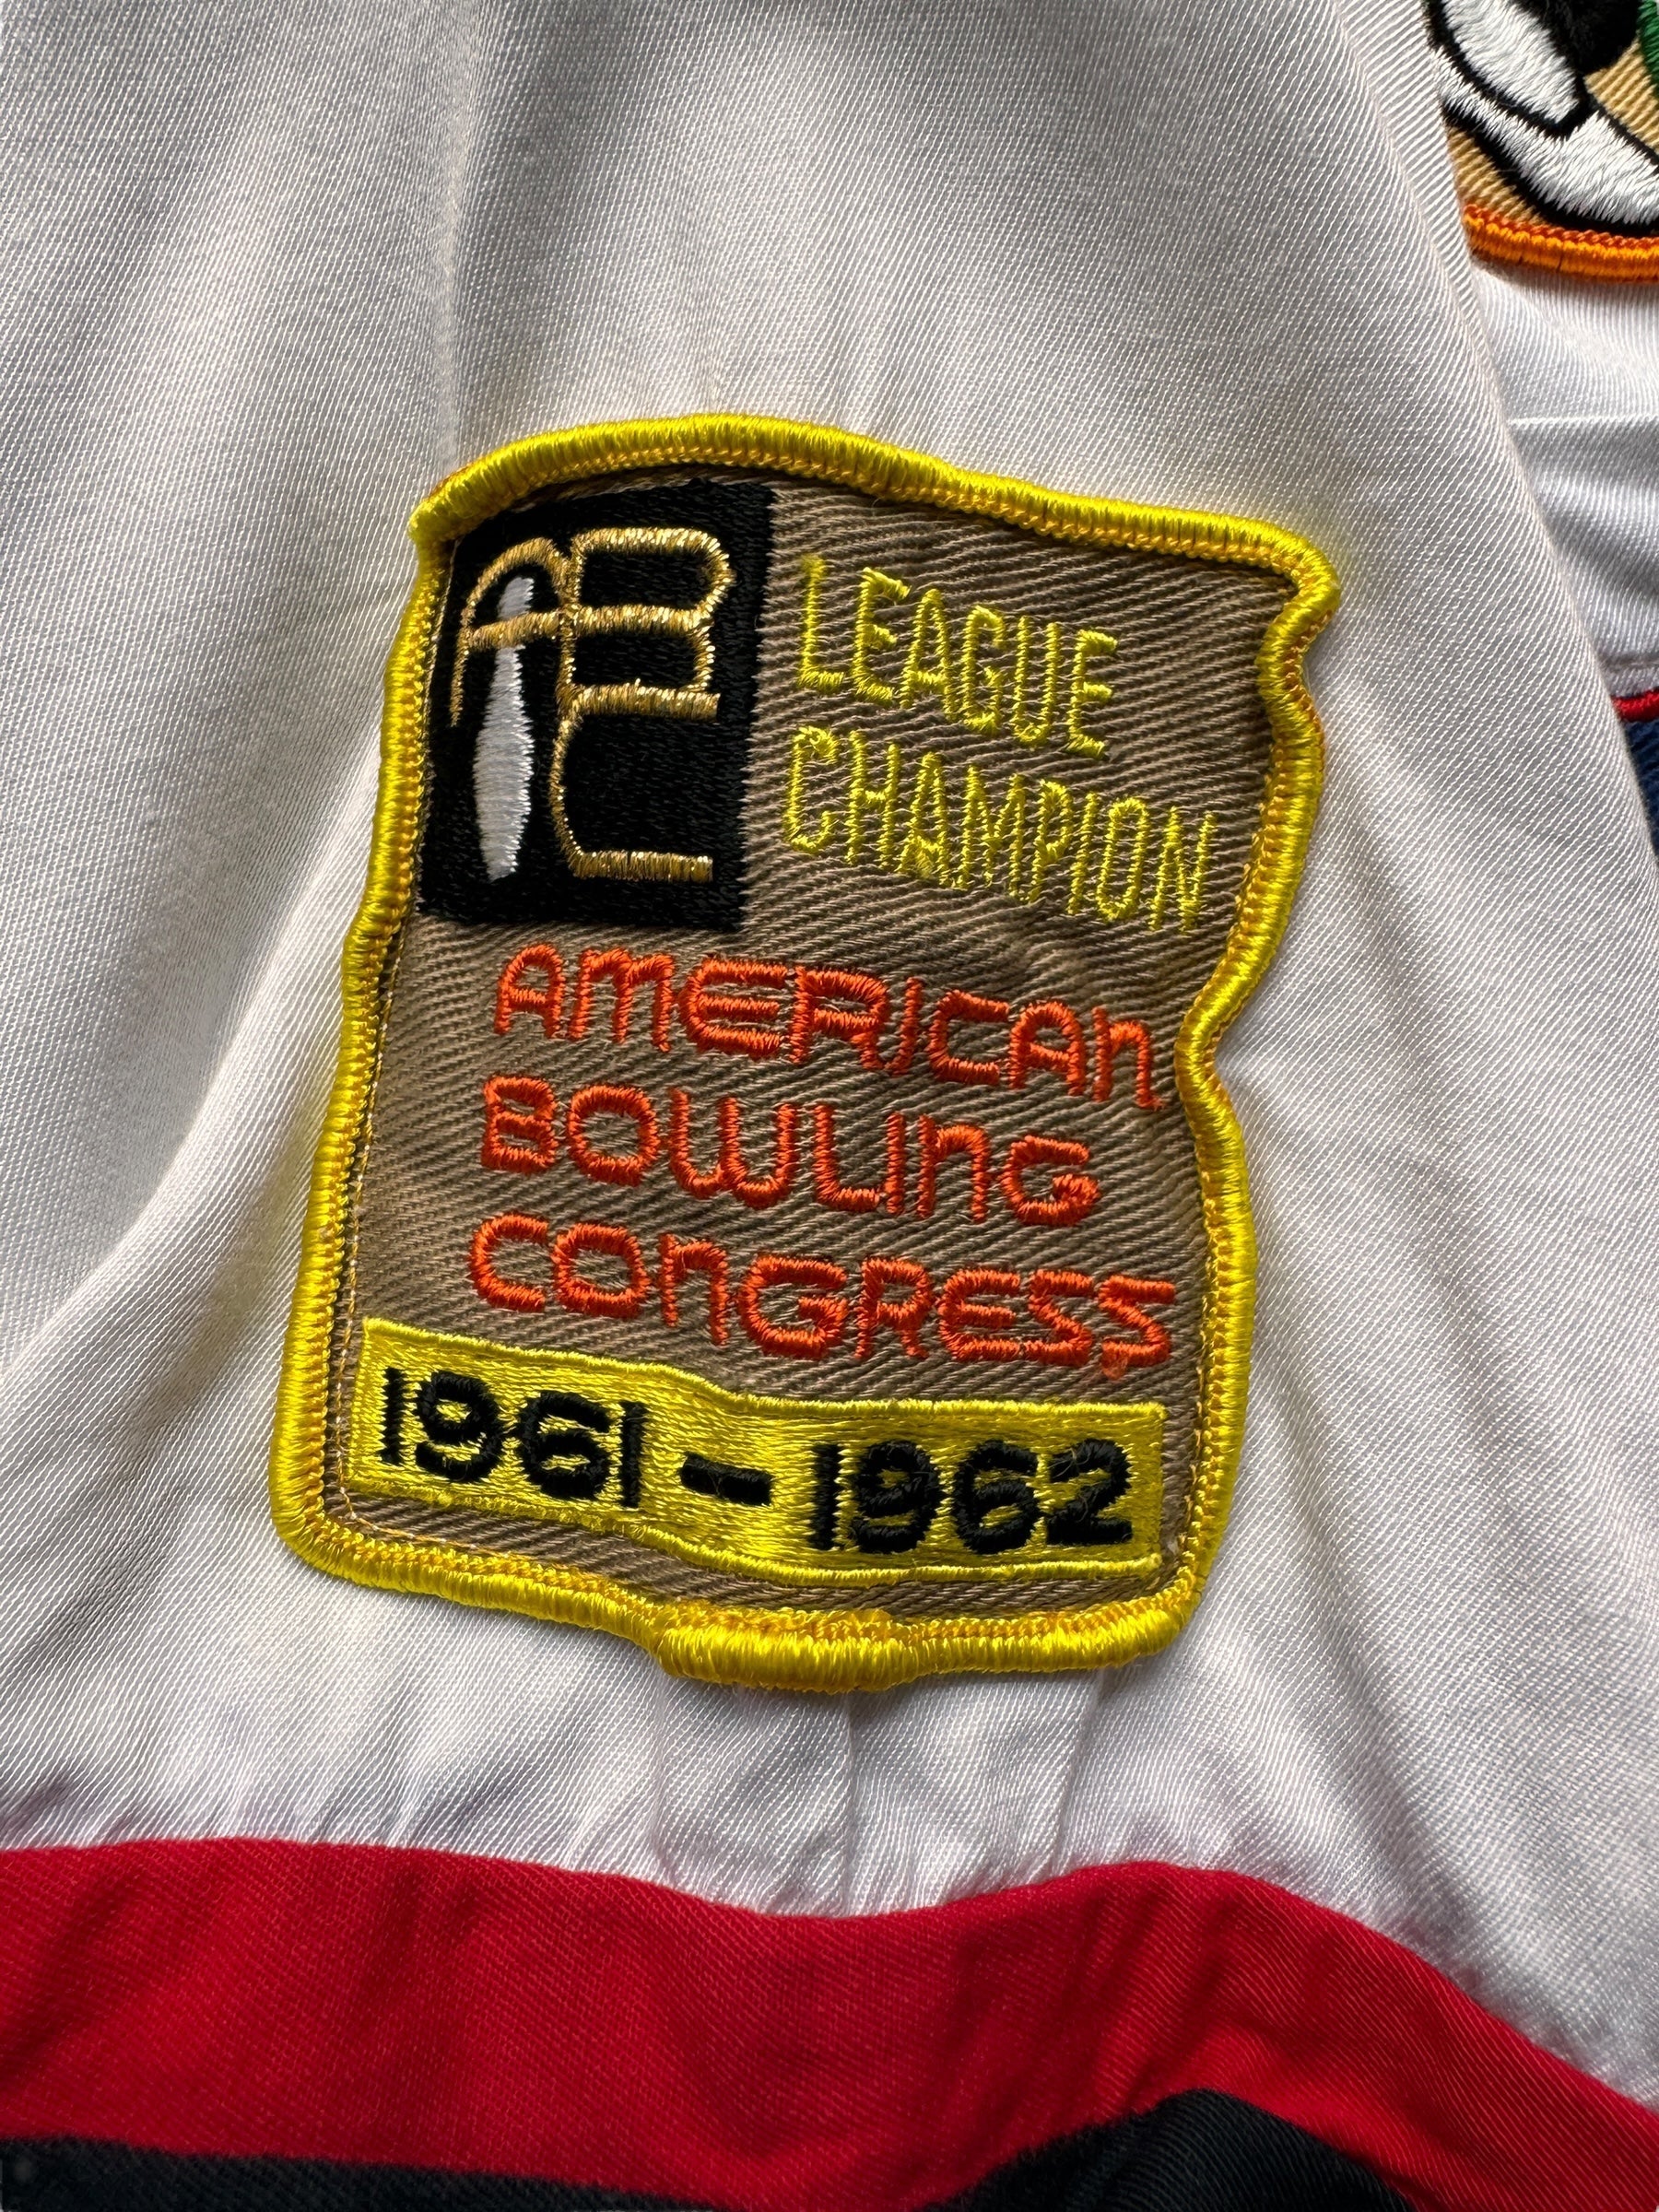 ABC
LEAGUE
CHAMPION
AMERICAN
BOWLING
CONGRESS
1961-1962